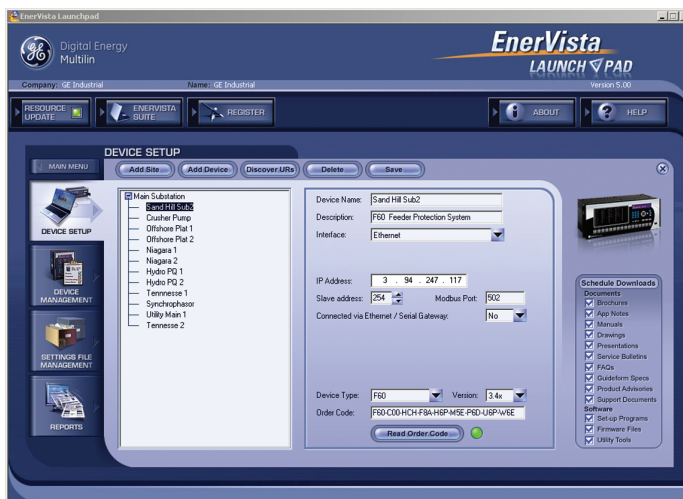 EnerVista Launchpad
Digital Energy
Multilin
EnerVista
LAUNCH PAD
Company: GE Industrial
Name: GE Industrial
Version 5.00
RESOURCE UPDATE
ENERVISTA SUITE
REGISTER
ABOUT
HELP
DEVICE SETUP
MAIN MENU
Add Site
Add Device
Discover URs
Delete
Save
DEVICE SETUP
DEVICE MANAGEMENT
SETTINGS FILE MANAGEMENT
REPORTS
Main Substation
Sand Hill Sub2
Crusher Pump
Offshore Plat 1
Offshore Plat 2
Niagara 1
Niagara 2
Hydro PQ 1
Hydro PQ 2
Tennnesse 1
Synchrophasor
Utility Main 1
Tennesse 2
Device Name: Sand Hill Sub2
Description: F60 Feeder Protection System
Interface: Ethernet
IP Address: 3 . 94 . 247 . 117
Slave address: 254 Modbus Port: 502
Connected via Ethernet / Serial Gateway: No
Device Type: F60 Version: 3.4x
Order Code: F60-C00-HCH-F8A-H6P-M5E-P6D-U6P-W6E
Read Order Code
Schedule Downloads
Documents
Brochures
App Notes
Manuals
Drawings
Presentations
Service Bulletins
FAQs
Guideform Specs
Product Advisories
Support Documents
Software
Set-up Programs
Firmware Files
Utility Tools